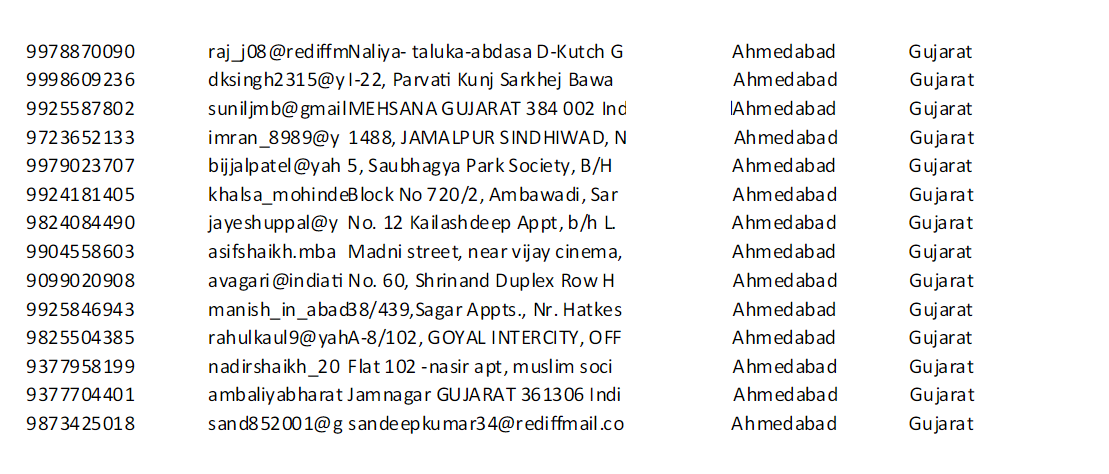 9978870090 raj_j08@rediffmNaliya- taluka-abdasa D-Kutch G Ahmedabad Gujarat
9998609236 dksingh2315@y I-22, Parvati Kunj Sarkhej Bawa Ahmedabad Gujarat
9925587802 suniljmb@gmailMEHSANA GUJARAT 384 002 Ind Ahmedabad Gujarat
9723652133 imran_8989@y 1488, JAMALPUR SINDHIWAD, N Ahmedabad Gujarat
9979023707 bijjalpatel@yah 5, Saubhagya Park Society, B/H Ahmedabad Gujarat
9924181405 khalsa_mohindeBlock No 720/2, Ambawadi, Sar Ahmedabad Gujarat
9824084490 jayeshuppal@y No. 12 Kailashdeep Appt, b/h L. Ahmedabad Gujarat
9904558603 asifshaikh.mba Madni street, near vijay cinema, Ahmedabad Gujarat
9099020908 avagari@indiati No. 60, Shrinand Duplex Row H Ahmedabad Gujarat
9925846943 manish_in_abad38/439,Sagar Appts., Nr. Hatkes Ahmedabad Gujarat
9825504385 rahulkaul9@yahA-8/102, GOYAL INTERCITY, OFF Ahmedabad Gujarat
9377958199 nadirshaikh_20 Flat 102 -nasir apt, muslim soci Ahmedabad Gujarat
9377704401 ambaliyabharat Jamnagar GUJARAT 361306 Indi Ahmedabad Gujarat
9873425018 sand852001@g sandeepkumar34@rediffmail.co Ahmedabad Gujarat